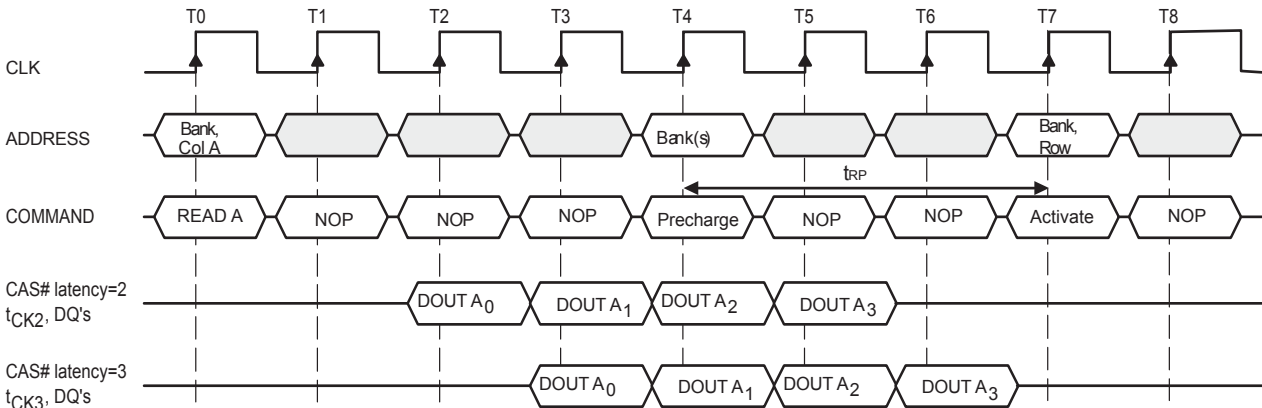 T0 T1 T2 T3 T4 T5 T6 T7 T8
CLK
ADDRESS
Bank,
Col A
Bank(s)
Bank,
Row
tRP
COMMAND
READ A NOP NOP NOP Precharge NOP NOP Activate NOP
CAS# latency=2
tCK2, DQ's
DOUT A0 DOUT A1 DOUT A2 DOUT A3
CAS# latency=3
tCK3, DQ's
DOUT A0 DOUT A1 DOUT A2 DOUT A3